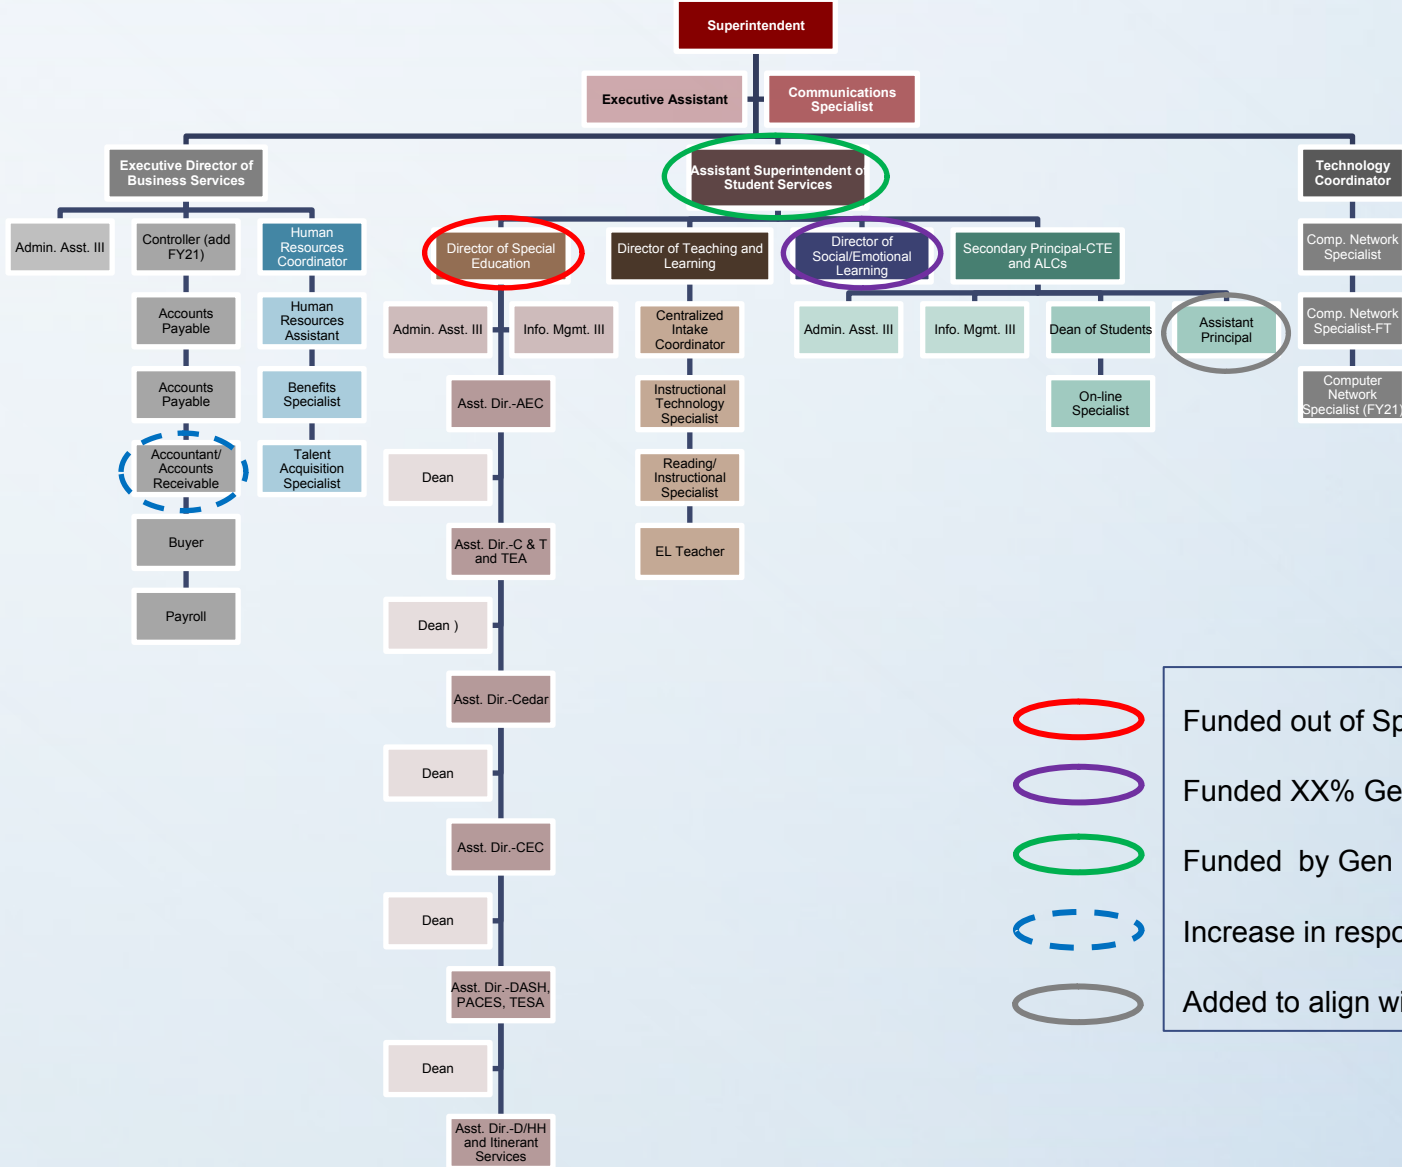 Superintendent
Executive Assistant
Communications
Specialist
Executive Director of
Business Services
Assistant Superintendent of
Student Services
Technology
Coordinator
Admin. Asst. III
Controller (add
FY21)
Human
Resources
Coordinator
Director of Special
Education
Director of Teaching and
Learning
Director of
Social/Emotional
Learning
Secondary Principal-CTE
and ALCs
Comp. Network
Specialist
Accounts
Payable
Human
Resources
Assistant
Admin. Asst. III
Info. Mgmt. III
Centralized
Intake
Coordinator
Admin. Asst. III
Info. Mgmt. III
Dean of Students
Assistant
Principal
Comp. Network
Specialist-FT
Accounts
Payable
Benefits
Specialist
Asst. Dir.-AEC
Instructional
Technology
Specialist
On-line
Specialist
Computer
Network
Specialist (FY21)
Accountant/
Accounts
Receivable
Talent
Acquisition
Specialist
Dean
Reading/
Instructional
Specialist
Buyer
Asst. Dir.-C & T
and TEA
EL Teacher
Payroll
Dean )
Asst. Dir.-Cedar
Dean
Asst. Dir.-CEC
Dean
Asst. Dir.-DASH,
PACES, TESA
Dean
Asst. Dir.-D/HH
and Itinerant
Services
Funded out of Sp
Funded XX% Ge
Funded  by Gen
Increase in respo
Added to align wi